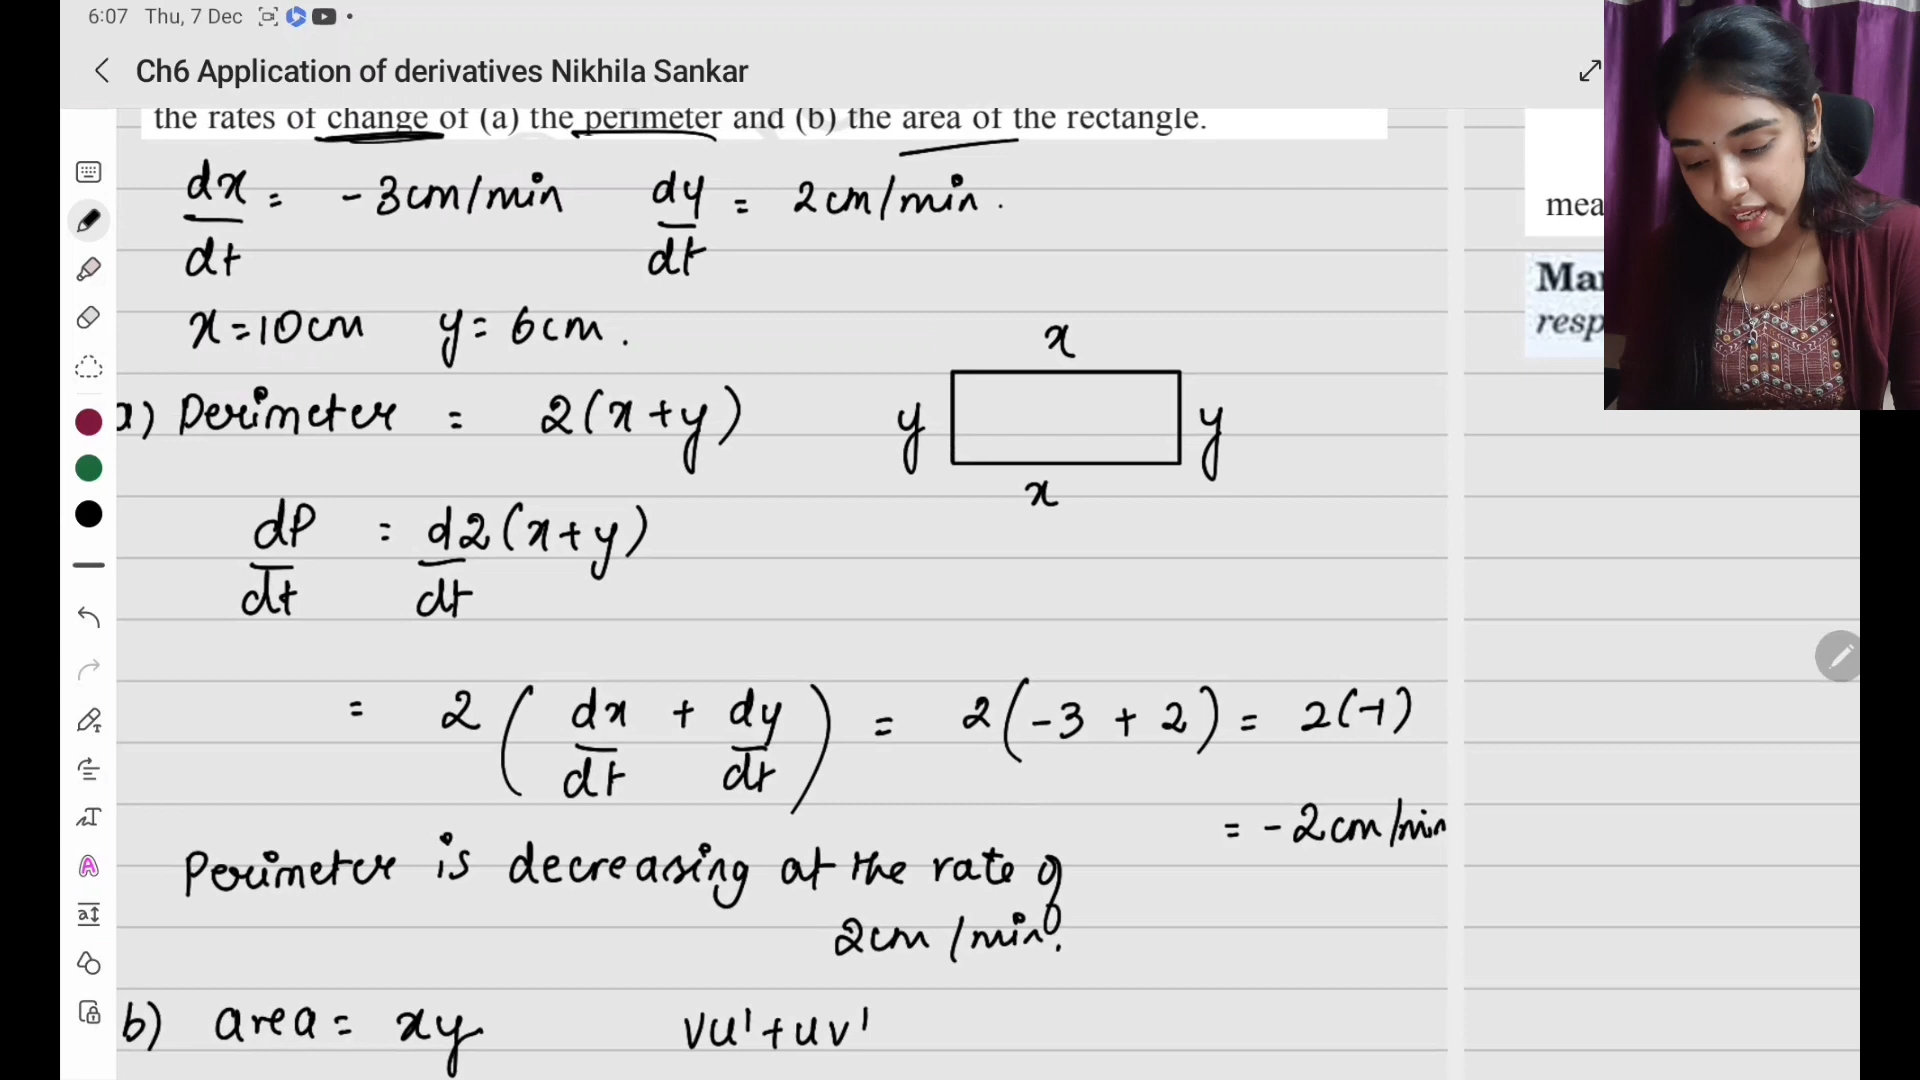 6:07 Thu, 7 Dec
Ch6 Application of derivatives Nikhila Sankar
the rates of change of (a) the perimeter and (b) the area of the rectangle.
dx/dt = -3cm/min dy/dt = 2cm/min.
x=10cm y=6cm.
x
a) Perimeter = 2(x+y)
y y
x
dP/dt = d/dt 2(x+y)
= 2(dx/dt + dy/dt) = 2(-3 + 2) = 2(-1)
= -2cm/min
Perimeter is decreasing at the rate of
2cm/min.
b) area = xy vu'+uv'
mea
Mar
resp